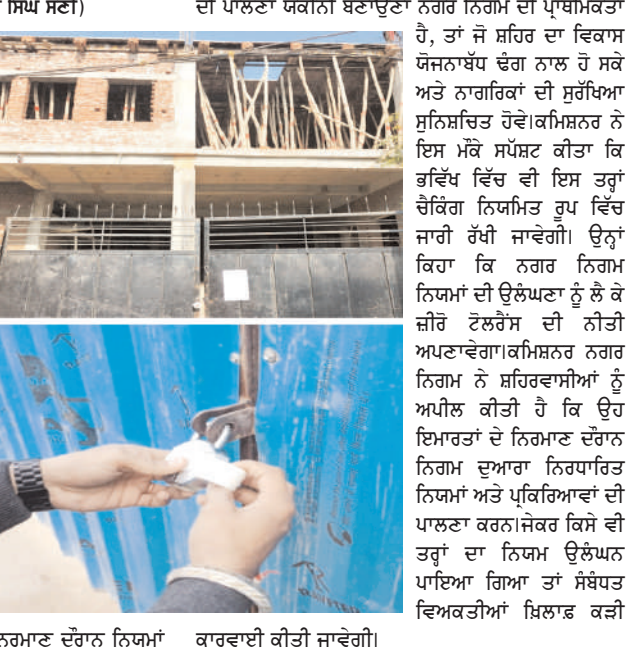 ਸਿੰਘ ਸਣੀ)
ਦੀ ਪਾਲਣਾ ਯਕੀਨੀ ਬਣਾਉਣਾ ਨਗਰ ਨਿਗਮ ਦੀ ਪ੍ਰਾਥਮਿਕਤਾ
ਹੈ, ਤਾਂ ਜੋ ਸ਼ਹਿਰ ਦਾ ਵਿਕਾਸ
ਯੋਜਨਾਬੱਧ ਢੰਗ ਨਾਲ ਹੋ ਸਕੇ
ਅਤੇ ਨਾਗਰਿਕਾਂ ਦੀ ਸੁਰੱਖਿਆ
ਸੁਨਿਸ਼ਚਿਤ ਹੋਵੇ।ਕਮਿਸ਼ਨਰ ਨੇ
ਇਸ ਮੌਕੇ ਸਪੱਸ਼ਟ ਕੀਤਾ ਕਿ
ਭਵਿੱਖ ਵਿੱਚ ਵੀ ਇਸ ਤਰ੍ਹਾਂ
ਚੈਕਿੰਗ ਨਿਯਮਿਤ ਰੂਪ ਵਿੱਚ
ਜਾਰੀ ਰੱਖੀ ਜਾਵੇਗੀ। ਉਨ੍ਹਾਂ
ਕਿਹਾ ਕਿ ਨਗਰ ਨਿਗਮ
ਨਿਯਮਾਂ ਦੀ ਉਲੰਘਣਾ ਨੂੰ ਲੈ ਕੇ
ਜ਼ੀਰੋ ਟੋਲਰੈਂਸ ਦੀ ਨੀਤੀ
ਅਪਣਾਵੇਗਾ।ਕਮਿਸ਼ਨਰ ਨਗਰ
ਨਿਗਮ ਨੇ ਸ਼ਹਿਰਵਾਸੀਆਂ ਨੂੰ
ਅਪੀਲ ਕੀਤੀ ਹੈ ਕਿ ਉਹ
ਇਮਾਰਤਾਂ ਦੇ ਨਿਰਮਾਣ ਦੌਰਾਨ
ਨਿਗਮ ਦੁਆਰਾ ਨਿਰਧਾਰਿਤ
ਨਿਯਮਾਂ ਅਤੇ ਪ੍ਰਕਿਰਿਆਵਾਂ ਦੀ
ਪਾਲਣਾ ਕਰਨ।ਜੇਕਰ ਕਿਸੇ ਵੀ
ਤਰ੍ਹਾਂ ਦਾ ਨਿਯਮ ਉਲੰਘਨ
ਪਾਇਆ ਗਿਆ ਤਾਂ ਸੰਬੰਧਤ
ਵਿਅਕਤੀਆਂ ਖ਼ਿਲਾਫ਼ ਕੜੀ
ਨਿਰਮਾਣ ਦੌਰਾਨ ਨਿਯਮਾਂ
ਕਾਰਵਾਈ ਕੀਤੀ ਜਾਵੇਗੀ।